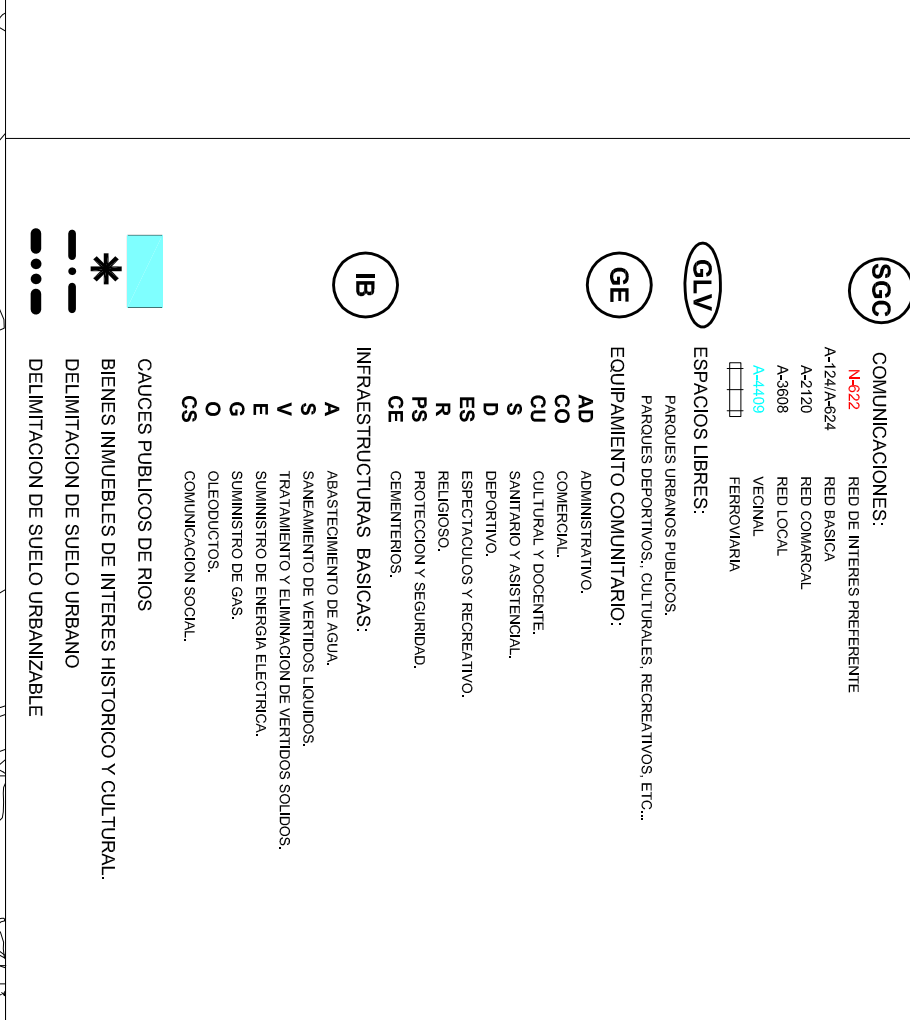 SGC COMUNICACIONES:
N-622 RED DE INTERES PREFERENTE
A-124/A-624 RED BASICA
A-2120 RED COMARCAL
A-3608 RED LOCAL
A-4409 VECINAL
FERROVIARIA
GLV ESPACIOS LIBRES:
PARQUES URBANOS PUBLICOS.
PARQUES DEPORTIVOS., CULTURALES, RECREATIVOS, ETC...
GE EQUIPAMIENTO COMUNITARIO:
AD ADMINISTRATIVO.
CO COMERCIAL.
CU CULTURAL Y DOCENTE.
S SANITARIO Y ASISTENCIAL.
D DEPORTIVO.
ES ESPECTACULOS Y RECREATIVO.
R RELIGIOSO.
PS PROTECCION Y SEGURIDAD.
CE CEMENTERIOS.
IB INFRAESTRUCTURAS BASICAS:
A ABASTECIMIENTO DE AGUA.
S SANEAMIENTO DE VERTIDOS LIQUIDOS.
V TRATAMIENTO Y ELIMINACION DE VERTIDOS SOLIDOS.
E SUMINISTRO DE ENERGIA ELECTRICA.
G SUMINISTRO DE GAS.
O OLEODUCTOS.
CS COMUNICACION SOCIAL.
CAUCES PUBLICOS DE RIOS
* BIENES INMUEBLES DE INTERES HISTORICO Y CULTURAL.
DELIMITACION DE SUELO URBANO
DELIMITACION DE SUELO URBANIZABLE